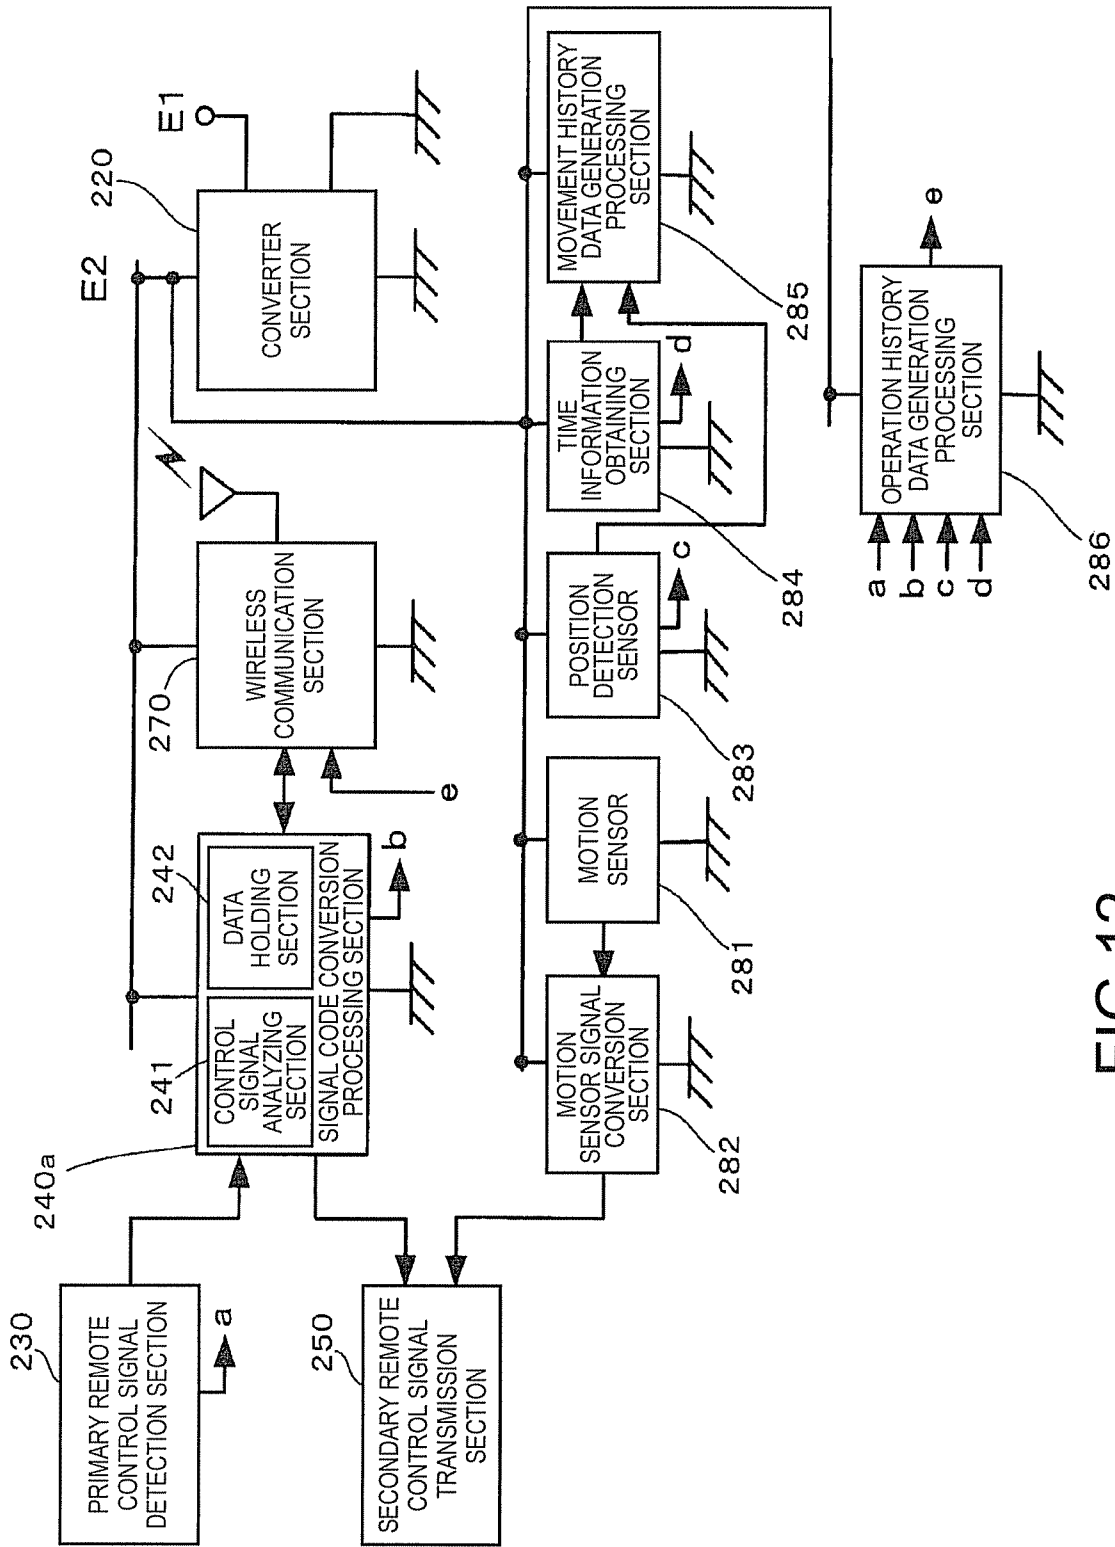 230
PRIMARY REMOTE
CONTROL SIGNAL
DETECTION SECTION
a
240a
241
CONTROL
SIGNAL
ANALYZING
SECTION
242
DATA
HOLDING
SECTION
SIGNAL CODE CONVERSION
PROCESSING SECTION
b
270
WIRELESS
COMMUNICATION
SECTION
e
E2
220
CONVERTER
SECTION
E1
250
SECONDARY REMOTE
CONTROL SIGNAL
TRANSMISSION
SECTION
MOTION
SENSOR SIGNAL
CONVERSION
SECTION
282
MOTION
SENSOR
281
POSITION
DETECTION
SENSOR
c
283
TIME
INFORMATION
OBTAINING
SECTION
d
284
MOVEMENT HISTORY
DATA GENERATION
PROCESSING
SECTION
285
a
b
c
d
OPERATION HISTORY
DATA GENERATION
PROCESSING
SECTION
e
286